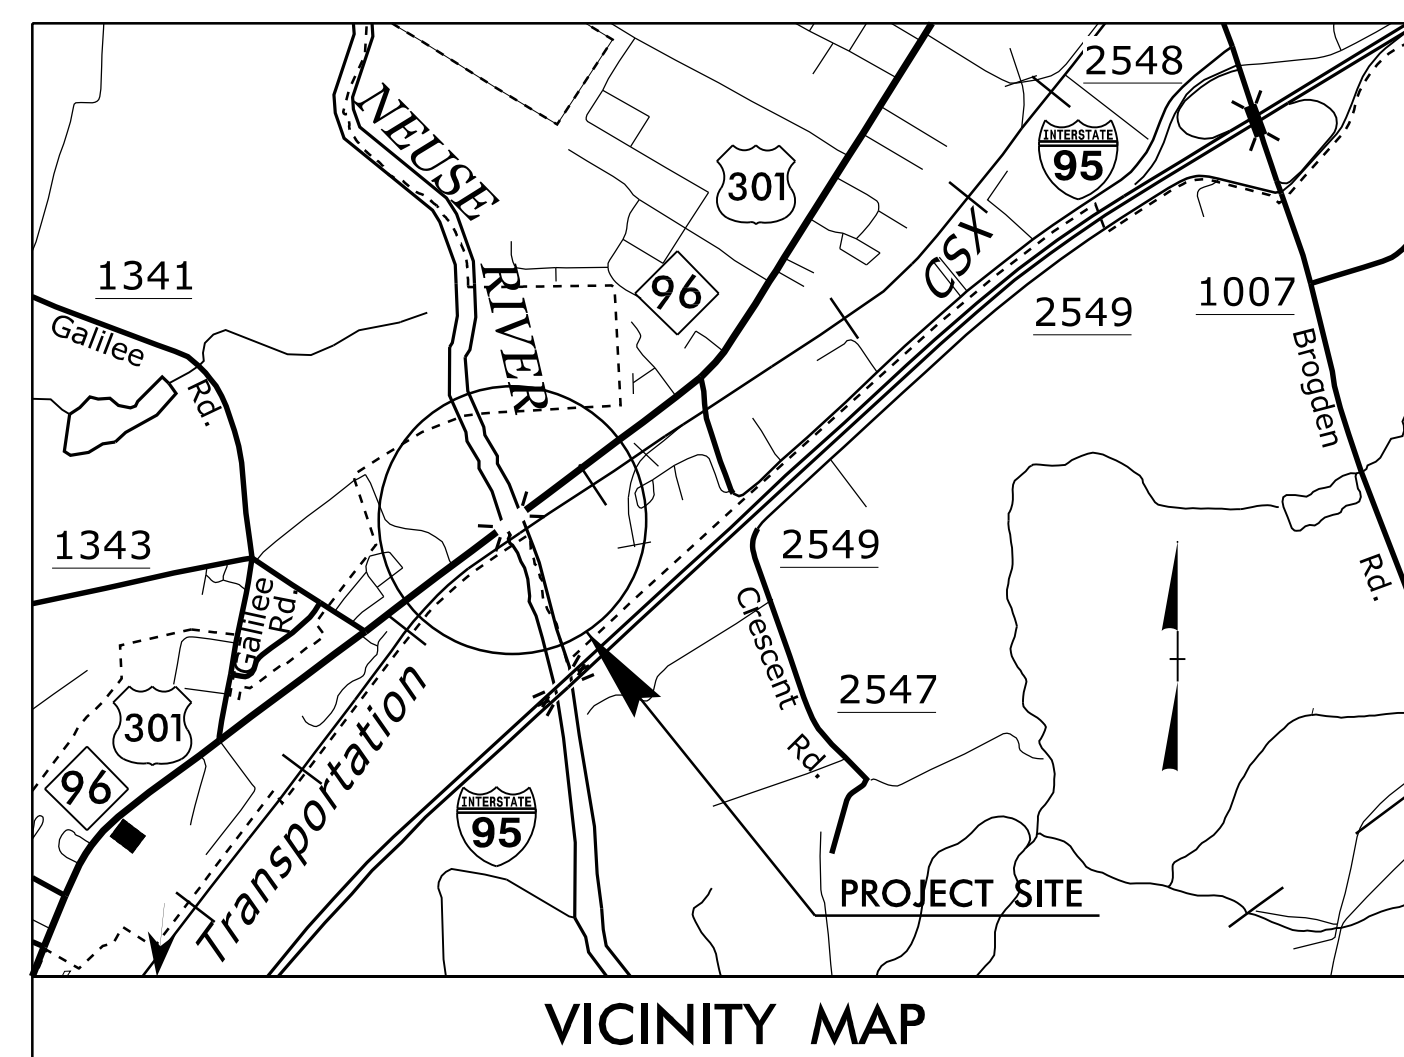 2548
NEUSE
INTERSTATE
95
301
CSX
1341
RIVER
96
2549
1007
Galilee
Rd.
Brogden
1343
2549
Rd.
Galilee
Rd.
Crescent
2547
301
Transportation
Rd.
96
INTERSTATE
95
PROJECT SITE
VICINITY MAP